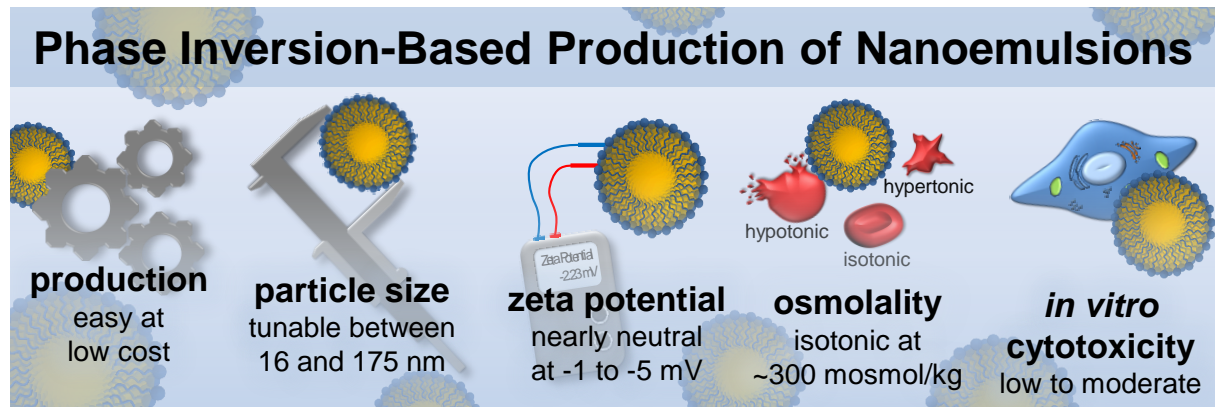 Phase Inversion-Based Production of Nanoemulsions
production
easy at
low cost
particle size
tunable between
16 and 175 nm
Zeta Potential
-2.23 mV
zeta potential
nearly neutral
at -1 to -5 mV
hypotonic
hypertonic
isotonic
osmolality
isotonic at
~300 mosmol/kg
in vitro
cytotoxicity
low to moderate